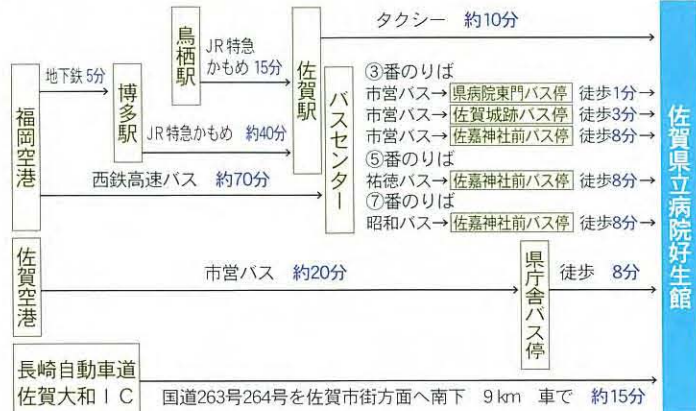 タクシー 約10分
鳥栖駅
JR特急
かもめ 15分
佐賀駅
地下鉄 5分
福岡空港
博多駅
JR特急かもめ 約40分
西鉄高速バス 約70分
バスセンター
③番のりば
市営バス→県病院東門バス停 徒歩1分→
市営バス→佐賀城跡バス停 徒歩3分→
市営バス→佐嘉神社前バス停 徒歩8分→
⑤番のりば
祐徳バス→佐嘉神社前バス停 徒歩8分→
⑦番のりば
昭和バス→佐嘉神社前バス停 徒歩8分→
佐賀空港
市営バス 約20分
県庁舎バス停
徒歩 8分
長崎自動車道
佐賀大和IC
国道263号264号を佐賀市街方面へ南下 9km 車で 約15分
佐賀県立病院好生館